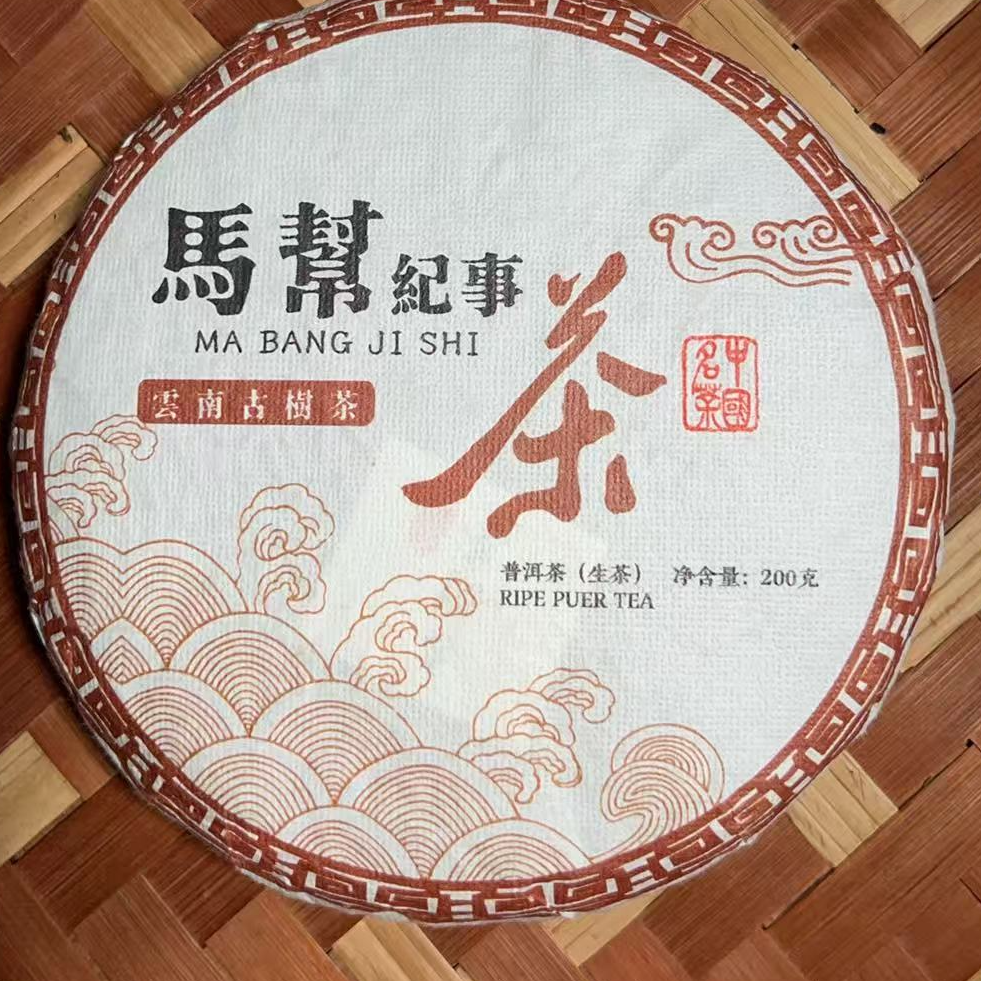 馬幫紀事
MA BANG JI SHI
雲南古樹茶
茶
中國名茶
普洱茶（生茶） 净含量：200克
RIPE PUER TEA